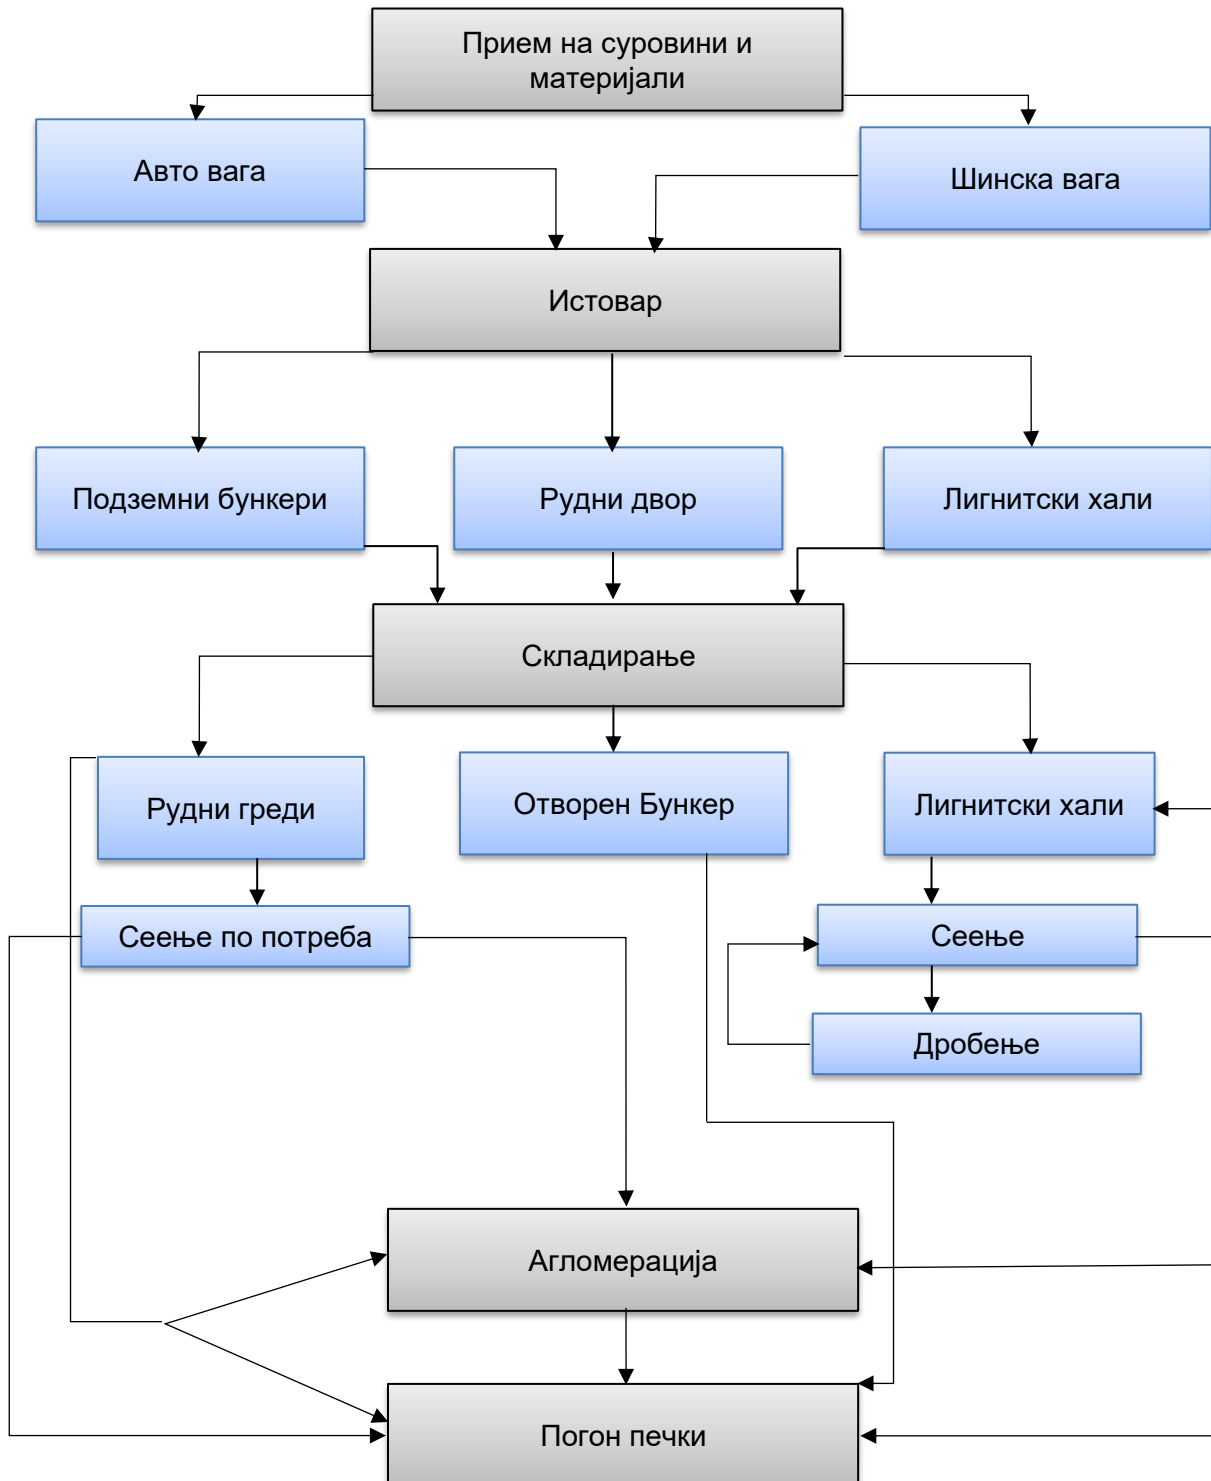 Прием на суровини и
материјали
Авто вага
Шинска вага
Истовар
Подземни бункери
Рудни двор
Лигнитски хали
Складирање
Рудни греди
Отворен Бункер
Лигнитски хали
Сеење по потреба
Сеење
Дробење
Агломерација
Погон печки